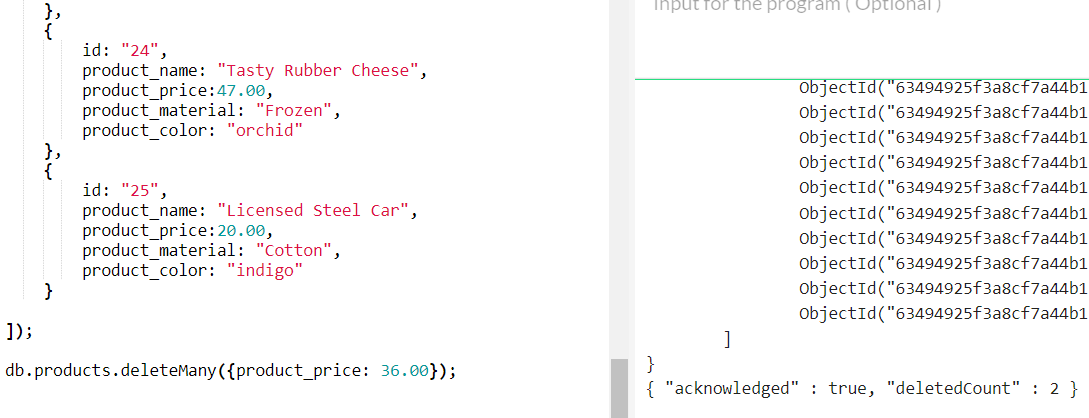 },
{
id: "24",
product_name: "Tasty Rubber Cheese",
product_price:47.00,
product_material: "Frozen",
product_color: "orchid"
},
{
id: "25",
product_name: "Licensed Steel Car",
product_price:20.00,
product_material: "Cotton",
product_color: "indigo"
}
]);
db.products.deleteMany({product_price: 36.00});
Input for the program ( Optional )
ObjectId("63494925f3a8cf7a44b1
ObjectId("63494925f3a8cf7a44b1
ObjectId("63494925f3a8cf7a44b1
ObjectId("63494925f3a8cf7a44b1
ObjectId("63494925f3a8cf7a44b1
ObjectId("63494925f3a8cf7a44b1
ObjectId("63494925f3a8cf7a44b1
ObjectId("63494925f3a8cf7a44b1
ObjectId("63494925f3a8cf7a44b1
ObjectId("63494925f3a8cf7a44b1
]
}
{ "acknowledged" : true, "deletedCount" : 2 }